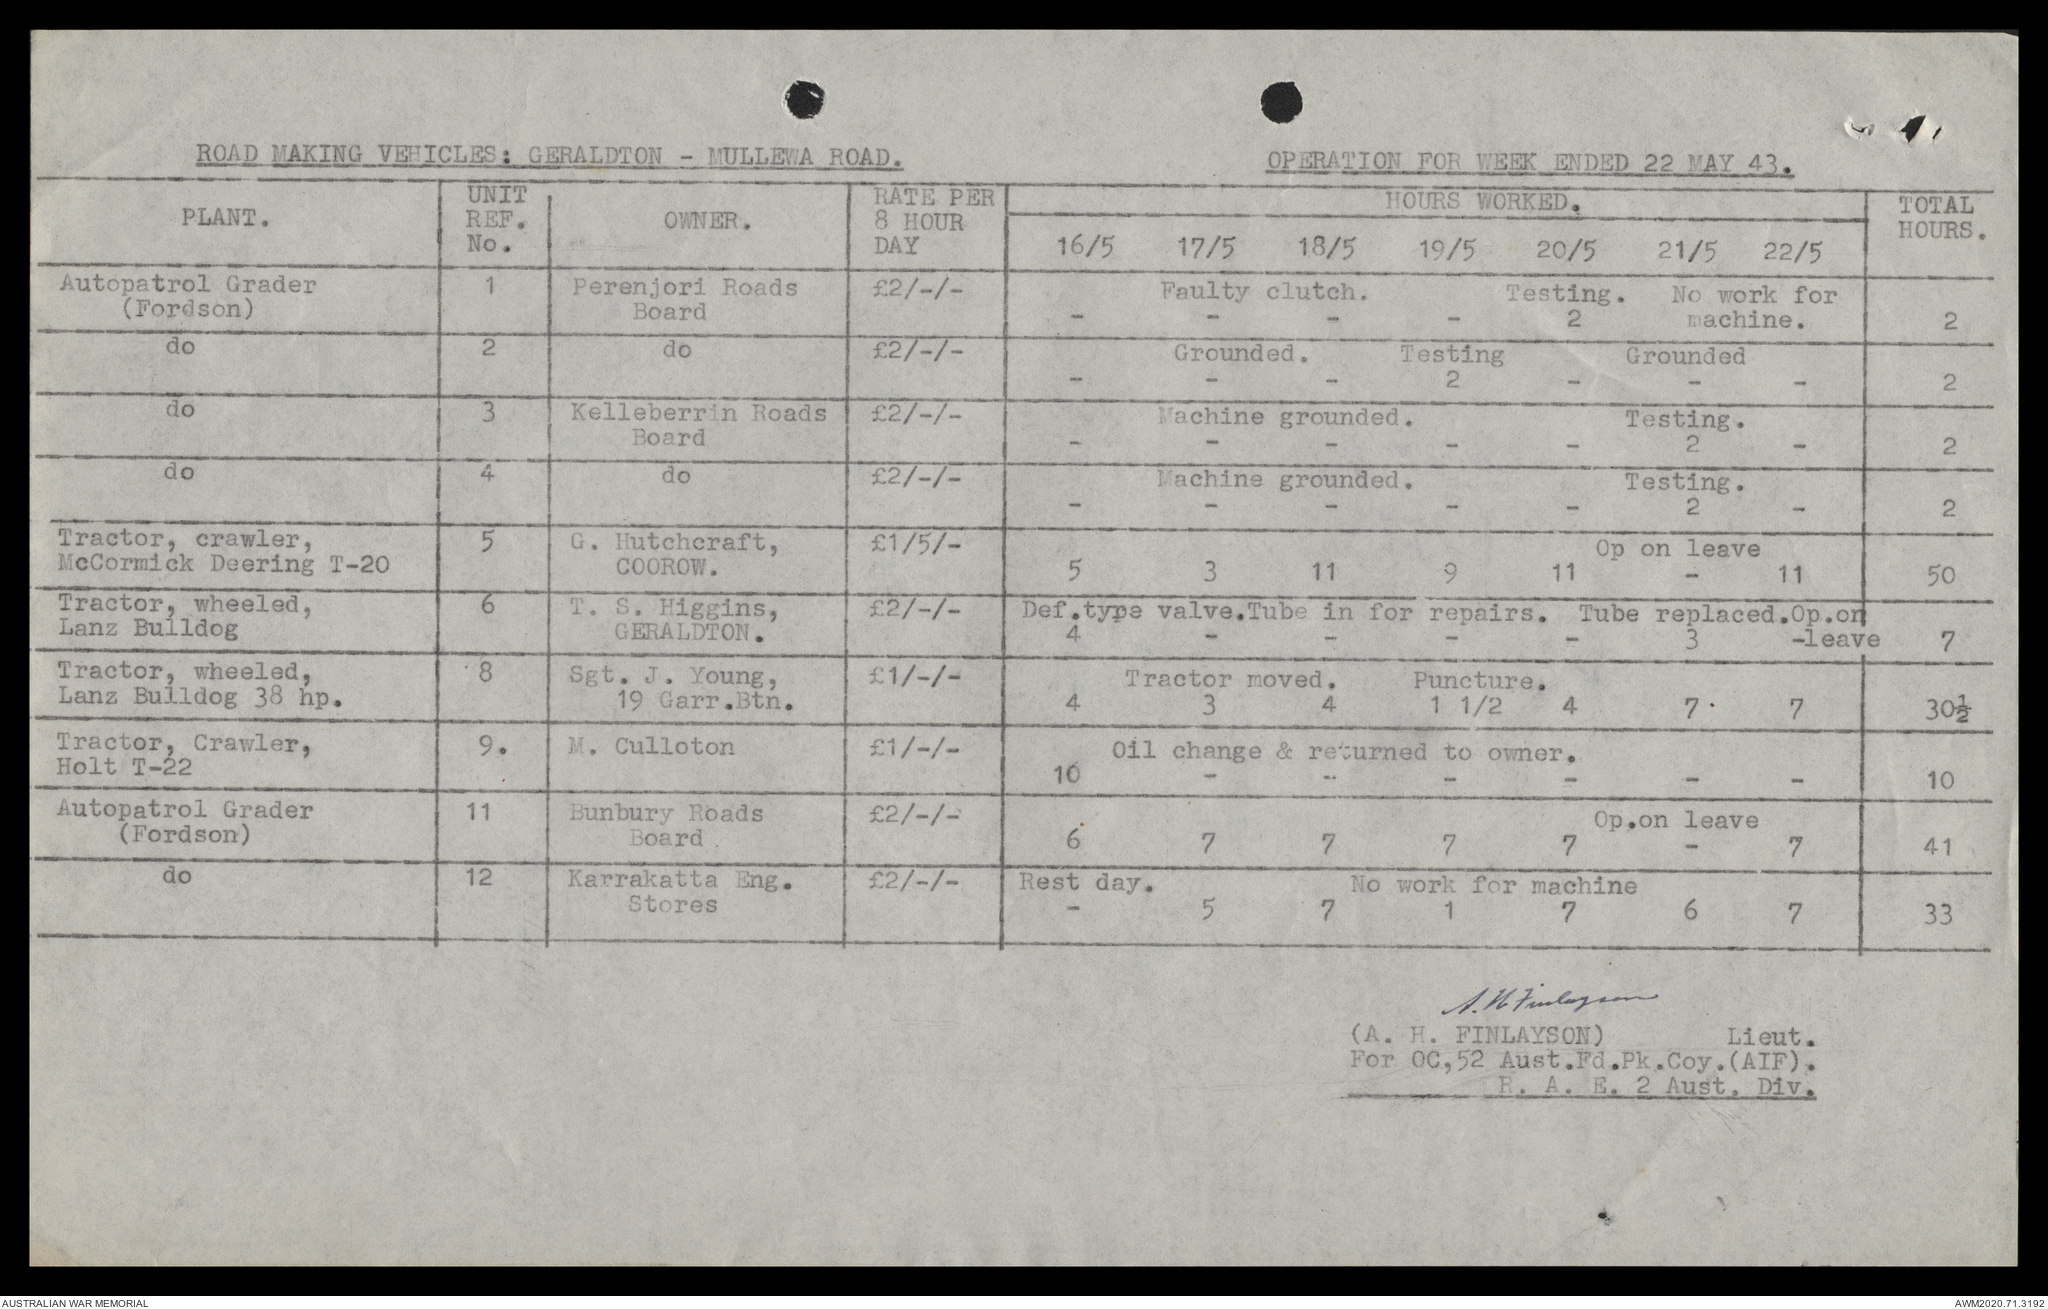 ROAD MAKING VEHICLES: GERALDTON - MULLEWA ROAD. OPERATION FOR WEEK ENDED 22 MAY 43.
PLANT. UNIT REF. No. OWNER. RATE PER 8 HOUR DAY HOURS WORKED. TOTAL HOURS.
16/5 17/5 18/5 19/5 20/5 21/5 22/5
Autopatrol Grader 1 Perenjori Roads £2/-/- Faulty clutch. Testing. No work for
(Fordson) Board - - - - 2 machine. 2
do 2 do £2/-/- Grounded. Testing Grounded
- - - 2 - - - 2
do 3 Kelleberrin Roads £2/-/- Machine grounded. Testing.
Board - - - - - 2 - 2
do 4 do £2/-/- Machine grounded. Testing.
- - - - - 2 - 2
Tractor, crawler, 5 G. Hutchcraft, £1/5/- Op on leave
McCormick Deering T-20 COOROW. 5 3 11 9 11 - 11 50
Tractor, wheeled, 6 T. S. Higgins, £2/-/- Def.type valve.Tube in for repairs. Tube replaced.Op.on
Lanz Bulldog GERALDTON. 4 - - - - 3 -leave 7
Tractor, wheeled, 8 Sgt. J. Young, £1/-/- Tractor moved. Puncture.
Lanz Bulldog 38 hp. 19 Garr.Btn. 4 3 4 1 1/2 4 7 7 30½
Tractor, Crawler, 9. M. Culloton £1/-/- Oil change & returned to owner.
Holt T-22 10 - - - - - - 10
Autopatrol Grader 11 Bunbury Roads £2/-/- Op.on leave
(Fordson) Board 6 7 7 7 7 - 7 41
do 12 Karrakatta Eng. £2/-/- Rest day. No work for machine
Stores - 5 7 1 7 6 7 33
A. H. Finlayson
(A. H. FINLAYSON) Lieut.
For OC,52 Aust.Fd.Pk.Coy.(AIF).
R. A. E. 2 Aust. Div.
AUSTRALIAN WAR MEMORIAL AWM2020.71.3192